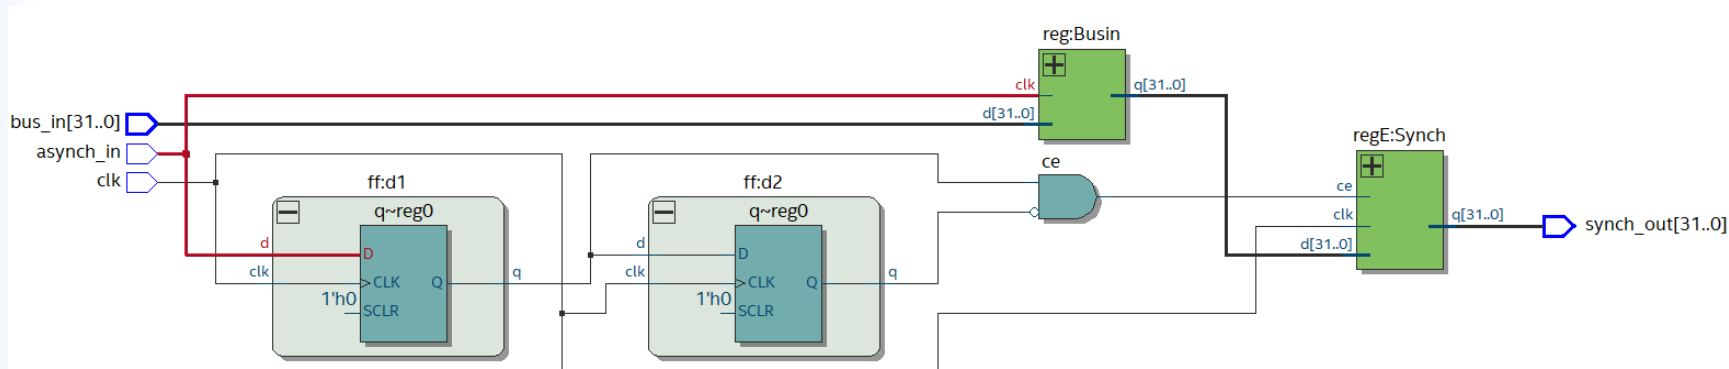 reg:Busin
clk
q[31..0]
d[31..0]
bus_in[31..0]
asynch_in
clk
regE:Synch
ce
ce
clk
q[31..0]
d[31..0]
synch_out[31..0]
ff:d1
q~reg0
d
D
clk
CLK
Q
q
1'h0
SCLR
ff:d2
q~reg0
d
D
clk
CLK
Q
q
1'h0
SCLR